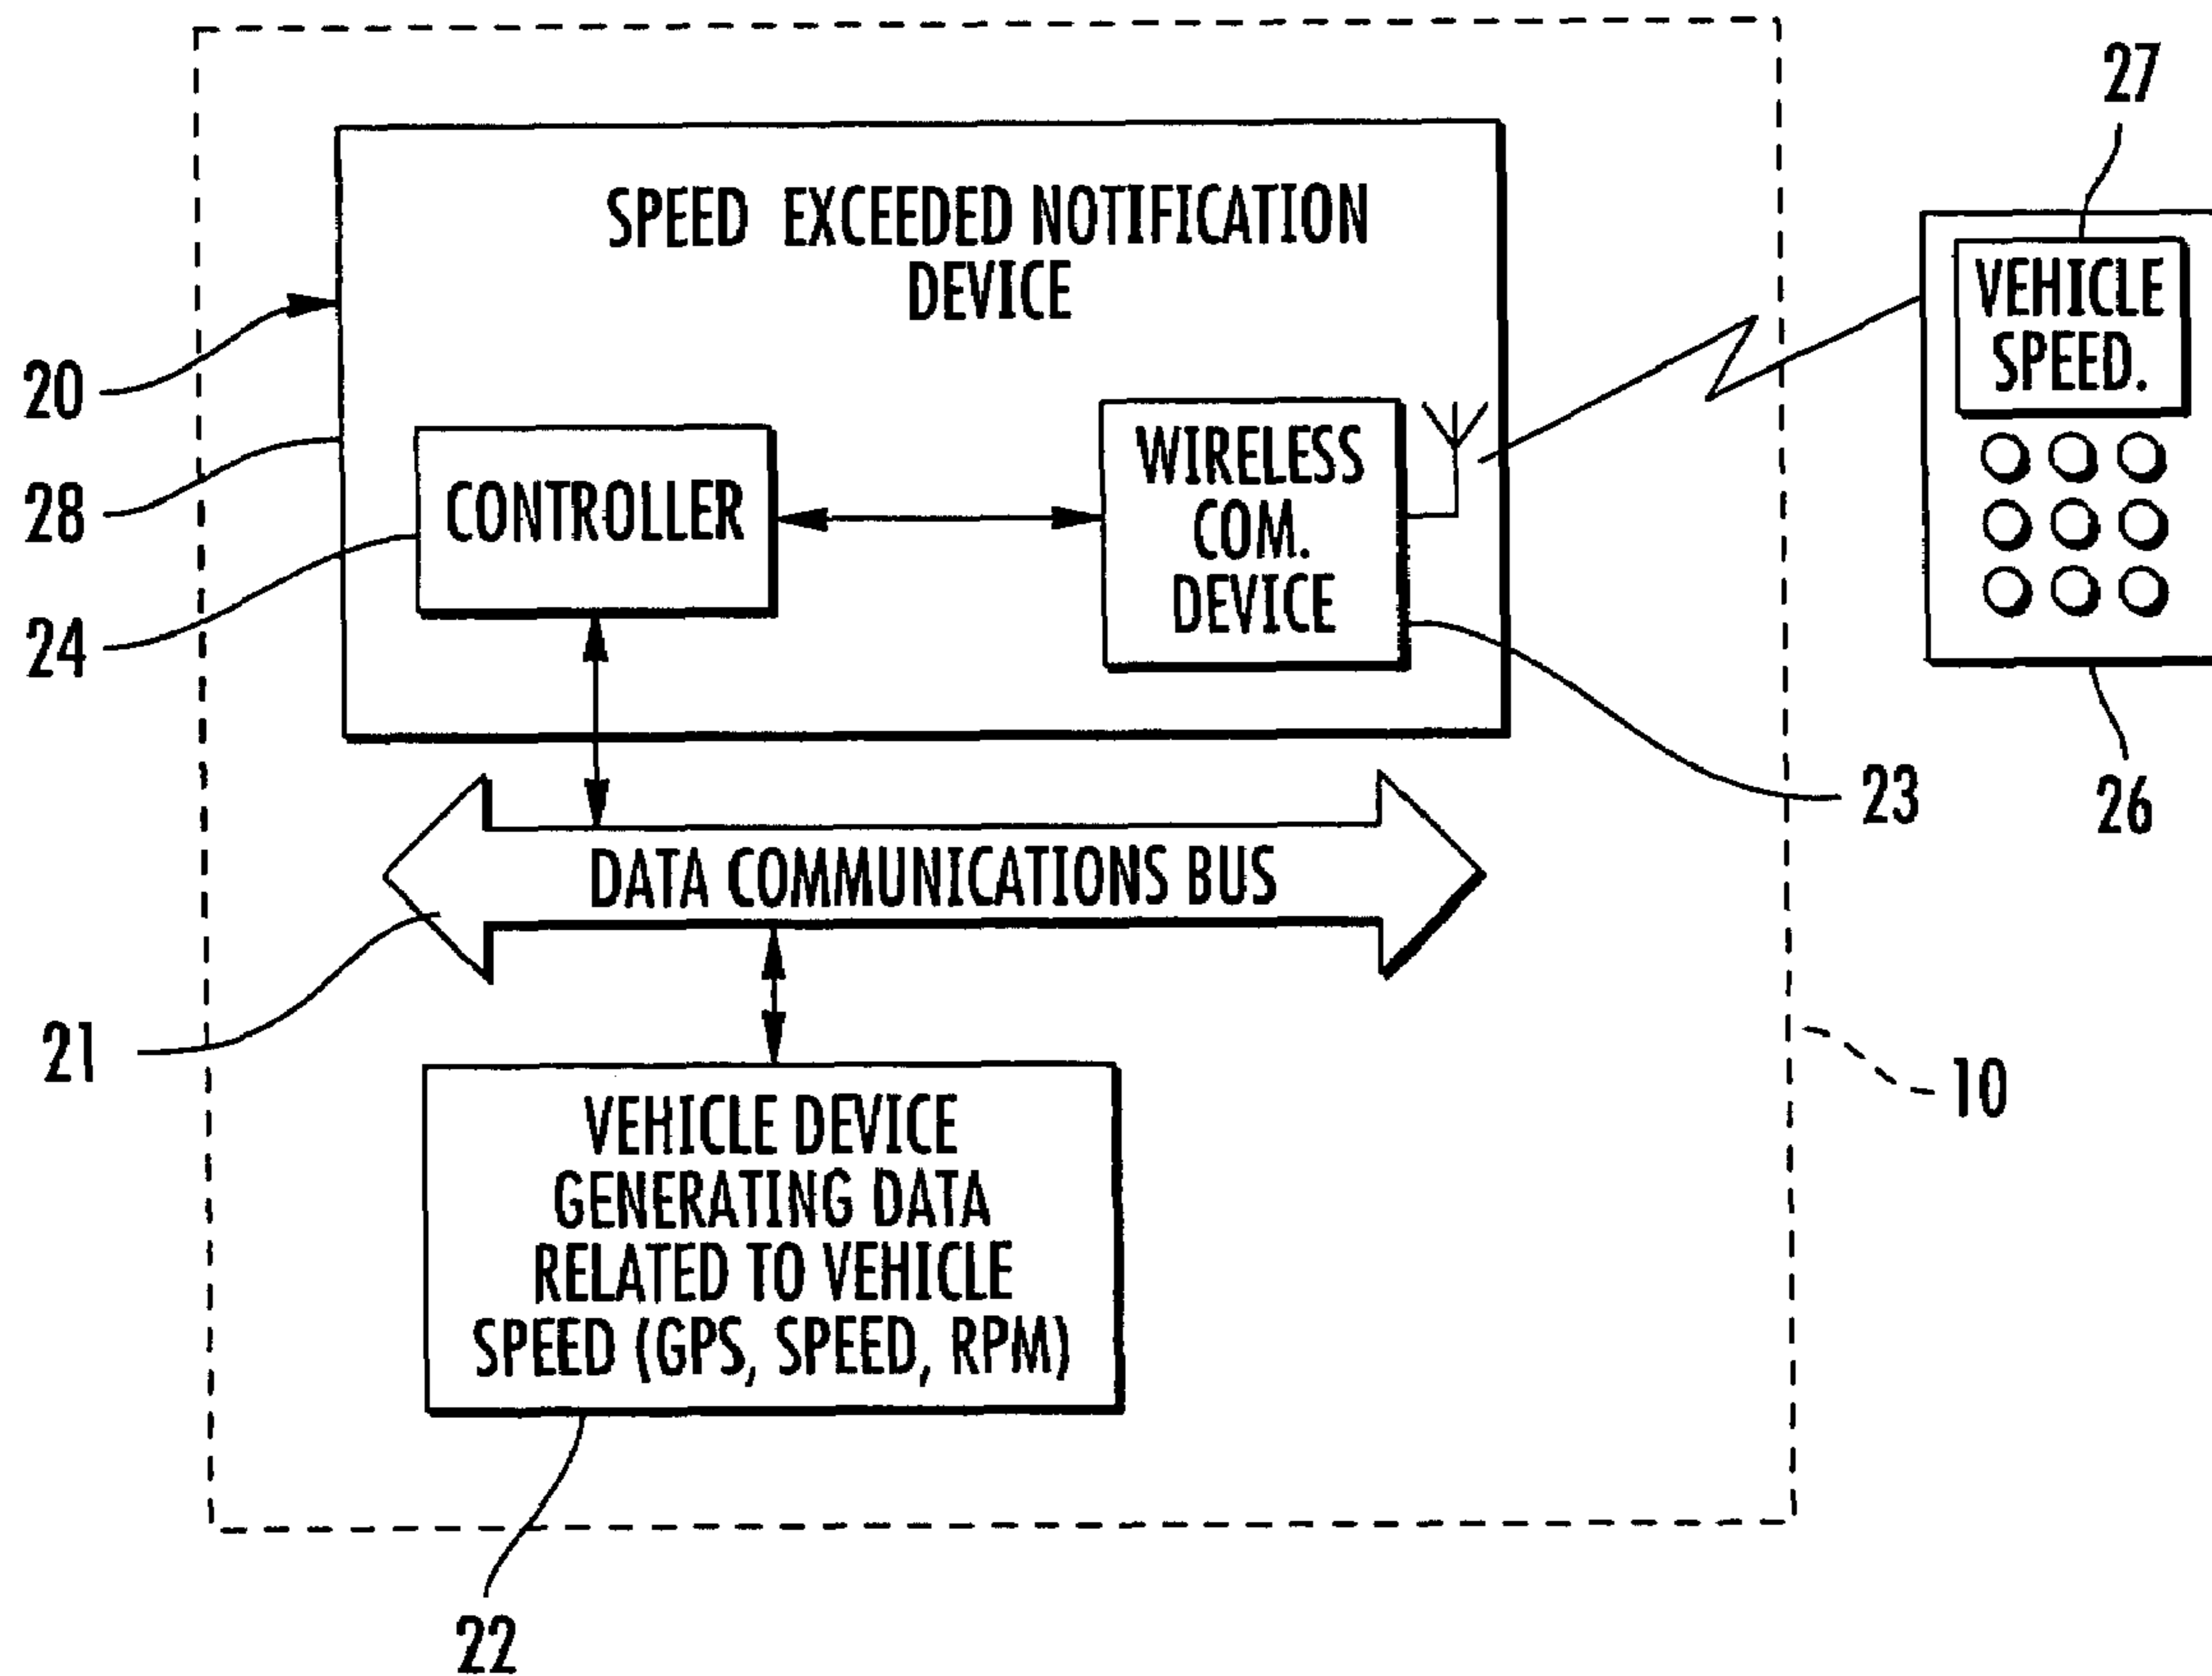 27
SPEED EXCEEDED NOTIFICATION
DEVICE
VEHICLE
SPEED.
20
28
24
CONTROLLER
WIRELESS
COM.
DEVICE
23
26
DATA COMMUNICATIONS BUS
21
10
VEHICLE DEVICE
GENERATING DATA
RELATED TO VEHICLE
SPEED (GPS, SPEED, RPM)
22